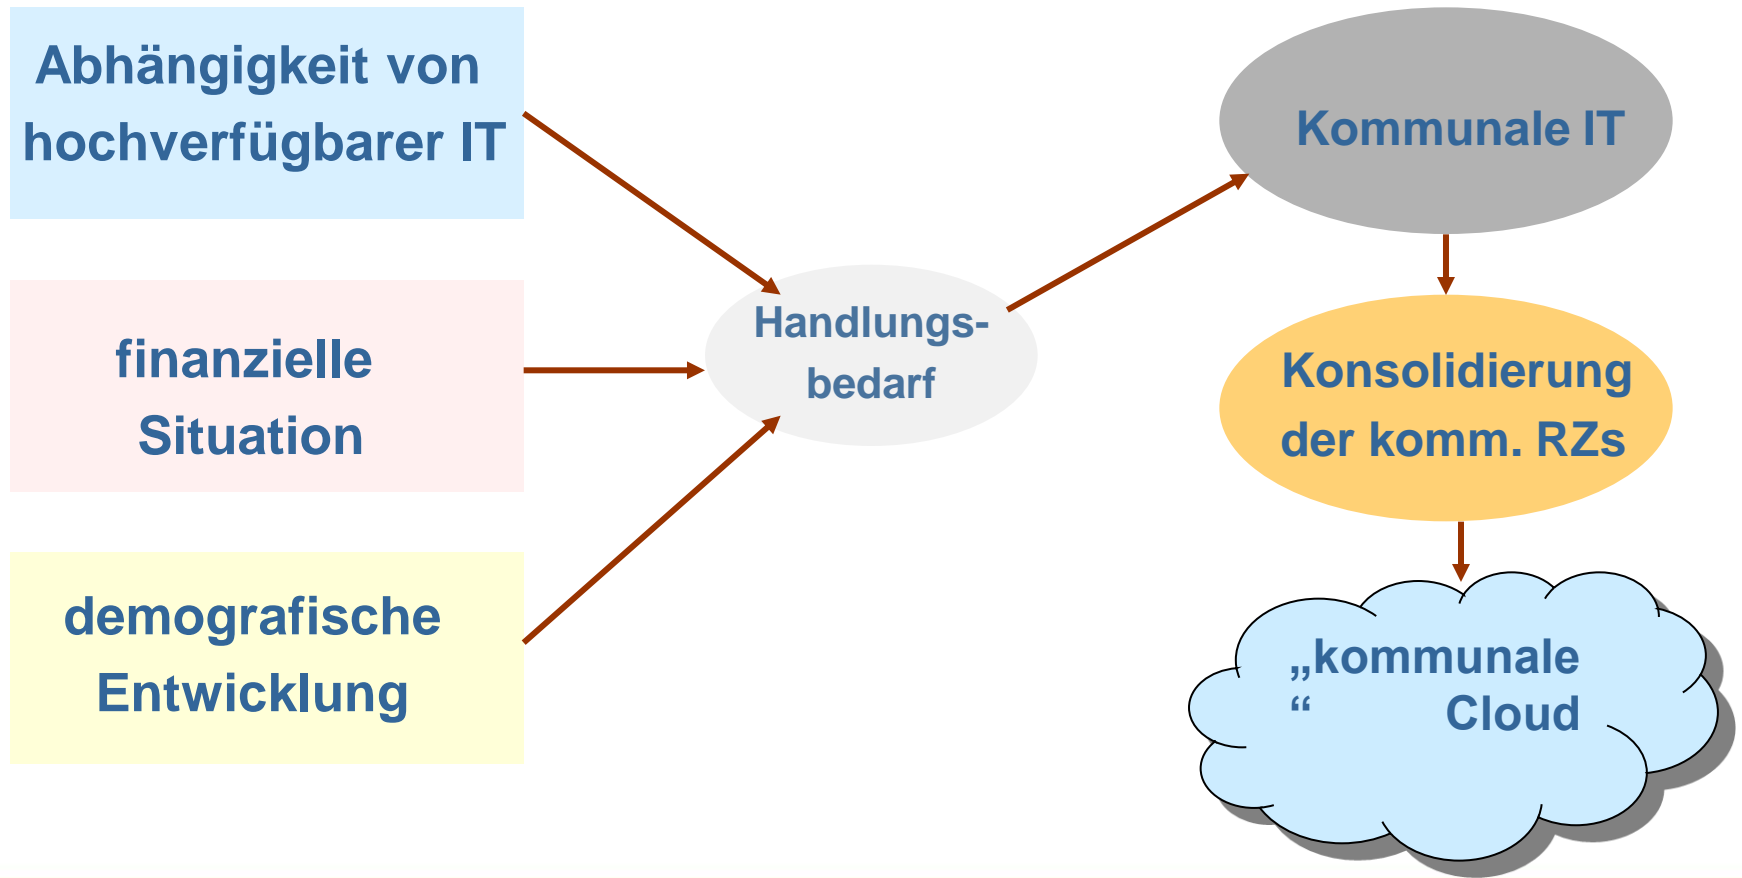 Abhängigkeit von
hochverfügbarer IT
finanzielle
Situation
demografische
Entwicklung
Handlungs-
bedarf
Kommunale IT
Konsolidierung
der komm. RZs
„kommunale
“ Cloud